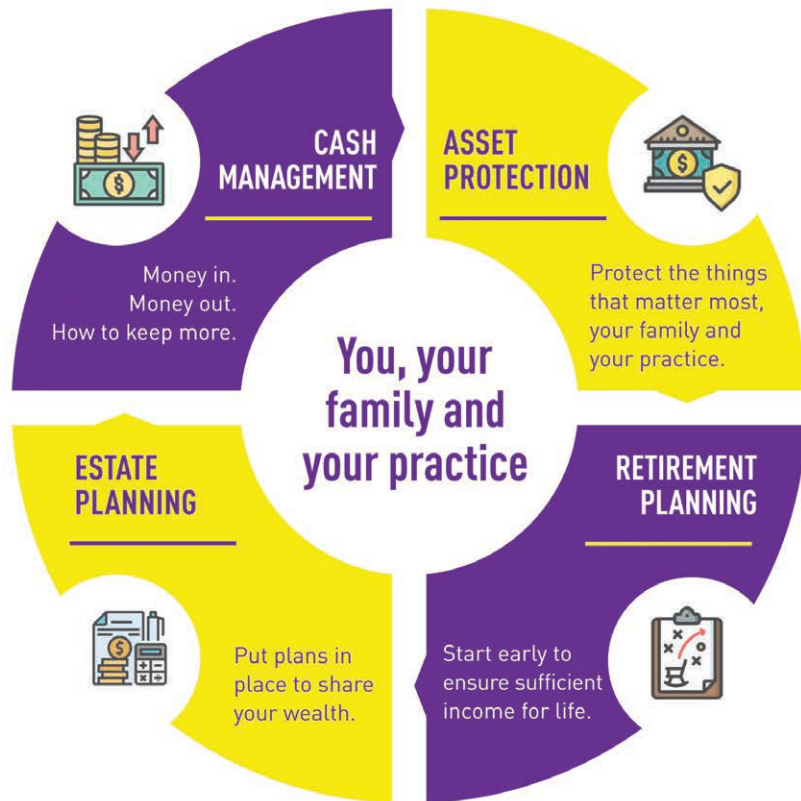 CASH
MANAGEMENT
Money in.
Money out.
How to keep more.
ASSET
PROTECTION
Protect the things
that matter most,
your family and
your practice.
You, your
family and
your practice
ESTATE
PLANNING
Put plans in
place to share
your wealth.
RETIREMENT
PLANNING
Start early to
ensure sufficient
income for life.